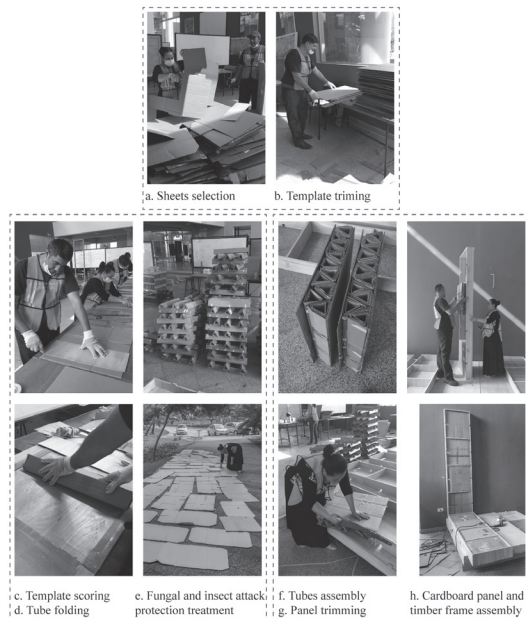 a. Sheets selection
b. Template triming
c. Template scoring
d. Tube folding
e. Fungal and insect attack
protection treatment
f. Tubes assembly
g. Panel trimming
h. Cardboard panel and
timber frame assembly